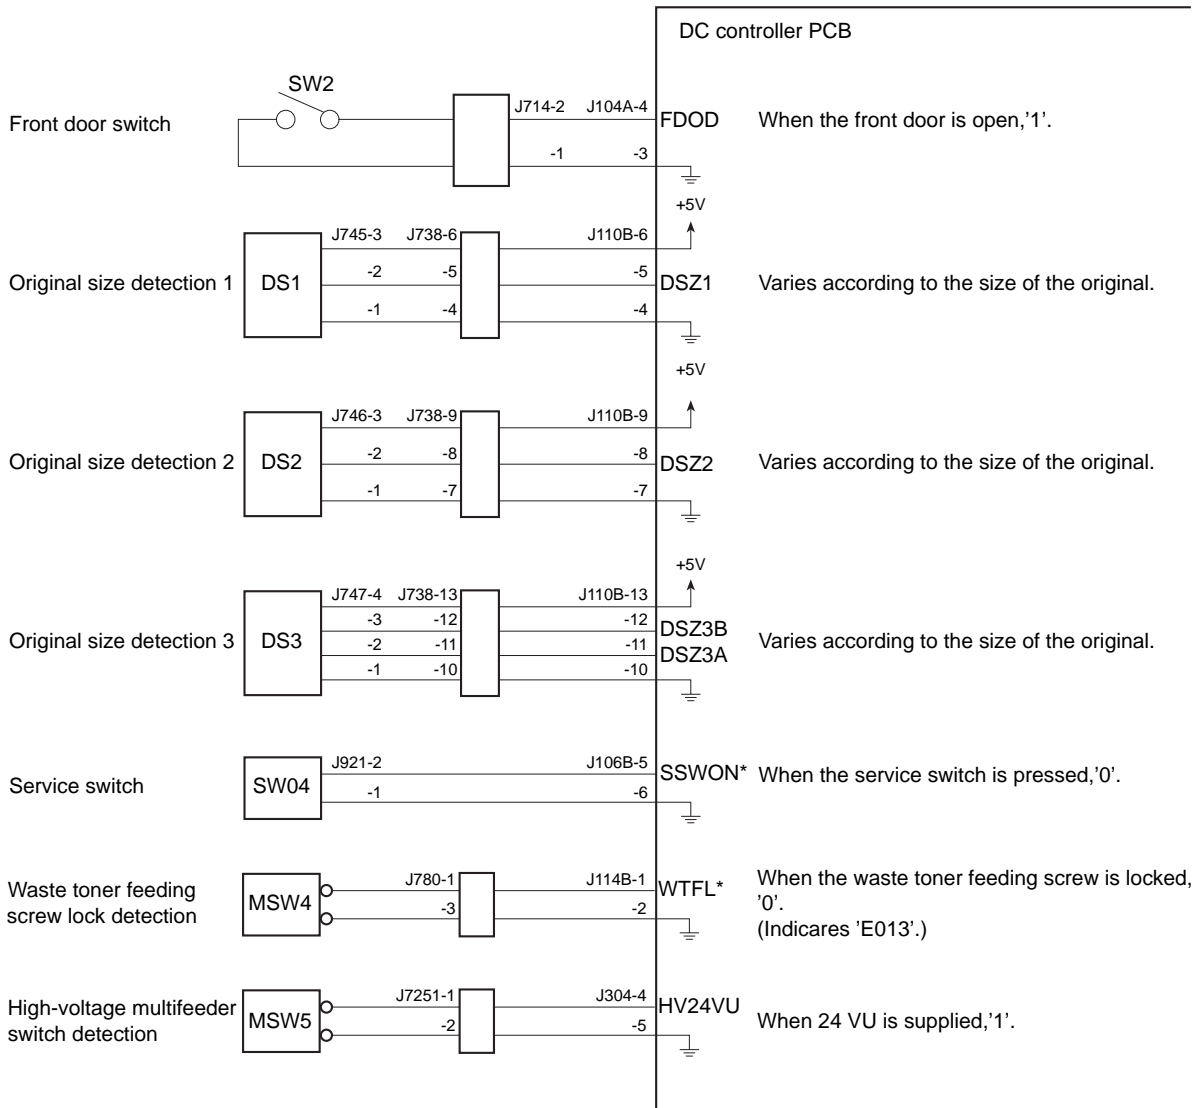 DC controller PCB
SW2
Front door switch
J714-2 J104A-4
FDOD
When the front door is open,'1'.
-1 -3
+5V
J745-3 J738-6 J110B-6
Original size detection 1
DS1
-2 -5 -5
DSZ1
Varies according to the size of the original.
-1 -4 -4
+5V
J746-3 J738-9 J110B-9
Original size detection 2
DS2
-2 -8 -8
DSZ2
Varies according to the size of the original.
-1 -7 -7
+5V
J747-4 J738-13 J110B-13
-3 -12 -12
DSZ3B
Original size detection 3
DS3
-2 -11 -11
DSZ3A
Varies according to the size of the original.
-1 -10 -10
J921-2 J106B-5
Service switch
SW04
SSWON*
When the service switch is pressed,'0'.
-1 -6
J780-1 J114B-1
Waste toner feeding
screw lock detection
MSW4
WTFL*
-3 -2
When the waste toner feeding screw is locked,
'0'.
(Indicares 'E013'.)
J7251-1 J304-4
High-voltage multifeeder
switch detection
MSW5
HV24VU
-2 -5
When 24 VU is supplied,'1'.